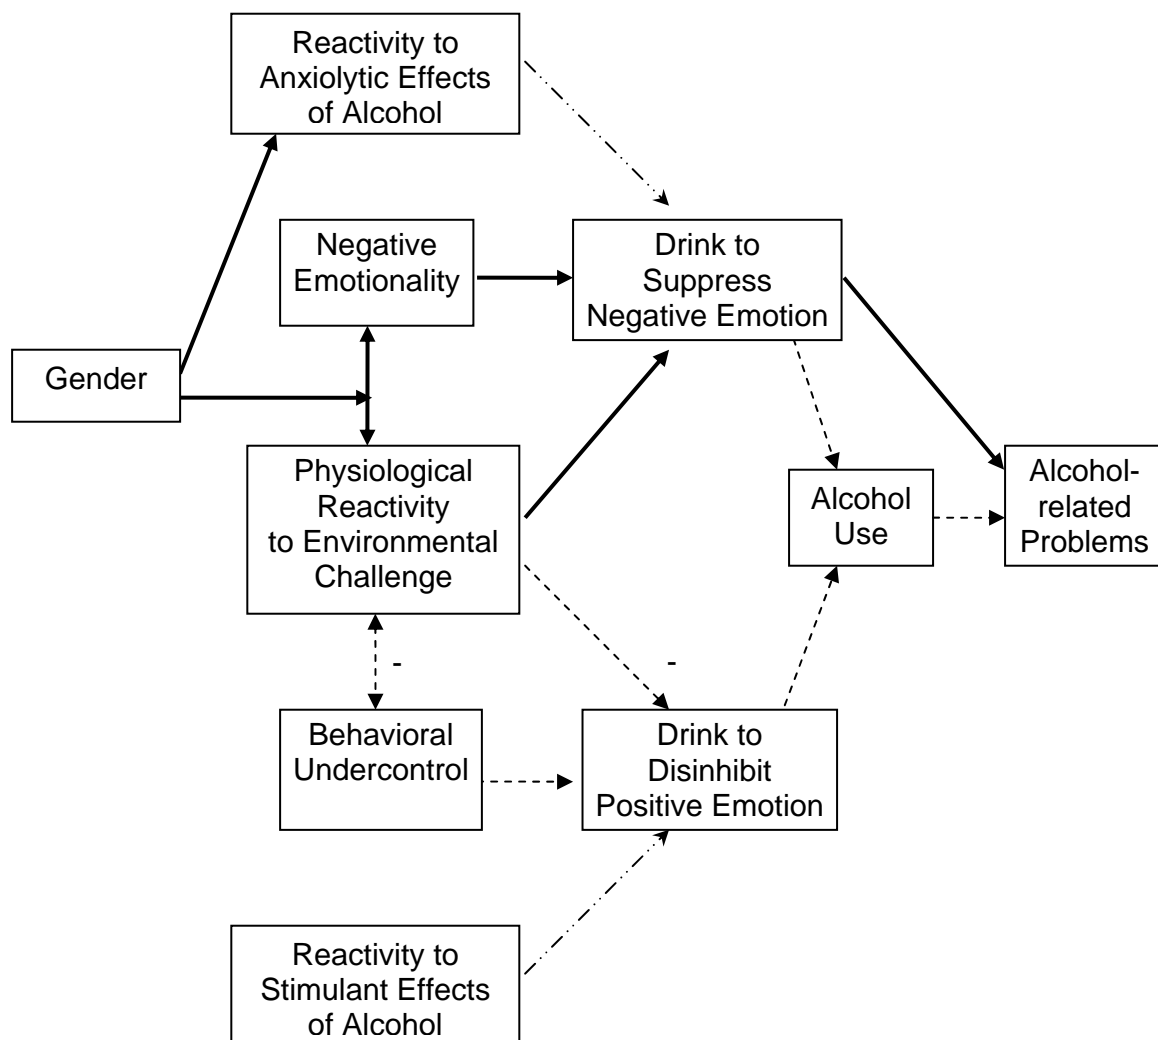 Reactivity to
Anxiolytic Effects
of Alcohol
Negative
Emotionality
Drink to
Suppress
Negative Emotion
Gender
Physiological
Reactivity
to Environmental
Challenge
Alcohol
Use
Alcohol-
related
Problems
-
-
Behavioral
Undercontrol
Drink to
Disinhibit
Positive Emotion
Reactivity to
Stimulant Effects
of Alcohol